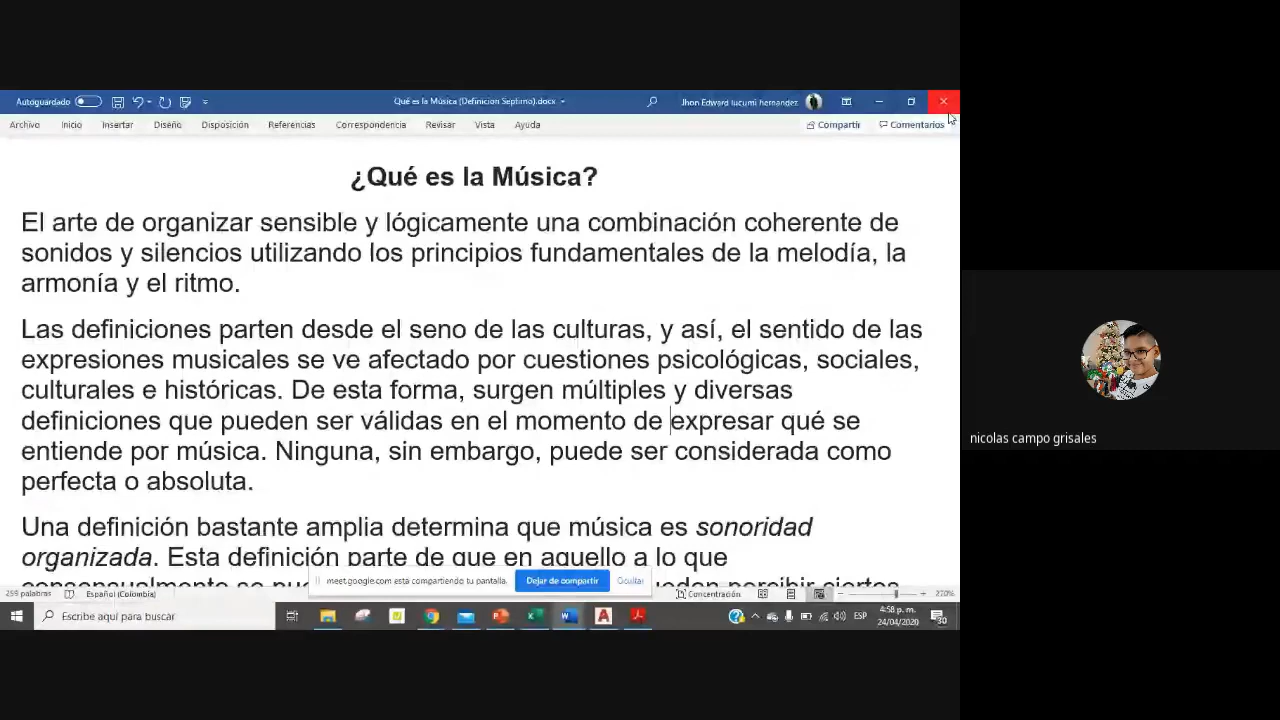 Autoguardado
Qué es la Música (Definicion Septimo).docx
Jhon Edward lucumi hernandez
Archivo Inicio Insertar Diseño Disposición Referencias Correspondencia Revisar Vista Ayuda Compartir Comentarios
¿Qué es la Música?
El arte de organizar sensible y lógicamente una combinación coherente de
sonidos y silencios utilizando los principios fundamentales de la melodía, la
armonía y el ritmo.
Las definiciones parten desde el seno de las culturas, y así, el sentido de las
expresiones musicales se ve afectado por cuestiones psicológicas, sociales,
culturales e históricas. De esta forma, surgen múltiples y diversas
definiciones que pueden ser válidas en el momento de expresar qué se
entiende por música. Ninguna, sin embargo, puede ser considerada como
perfecta o absoluta.
nicolas campo grisales
Una definición bastante amplia determina que música es sonoridad
organizada. Esta definición parte de que en aquello a lo que
meet.google.com está compartiendo tu pantalla. Dejar de compartir Ocultar
259 palabras Español (Colombia) Concentración 270%
Escribe aquí para buscar
ESP
4:58 p. m.
24/04/2020
30